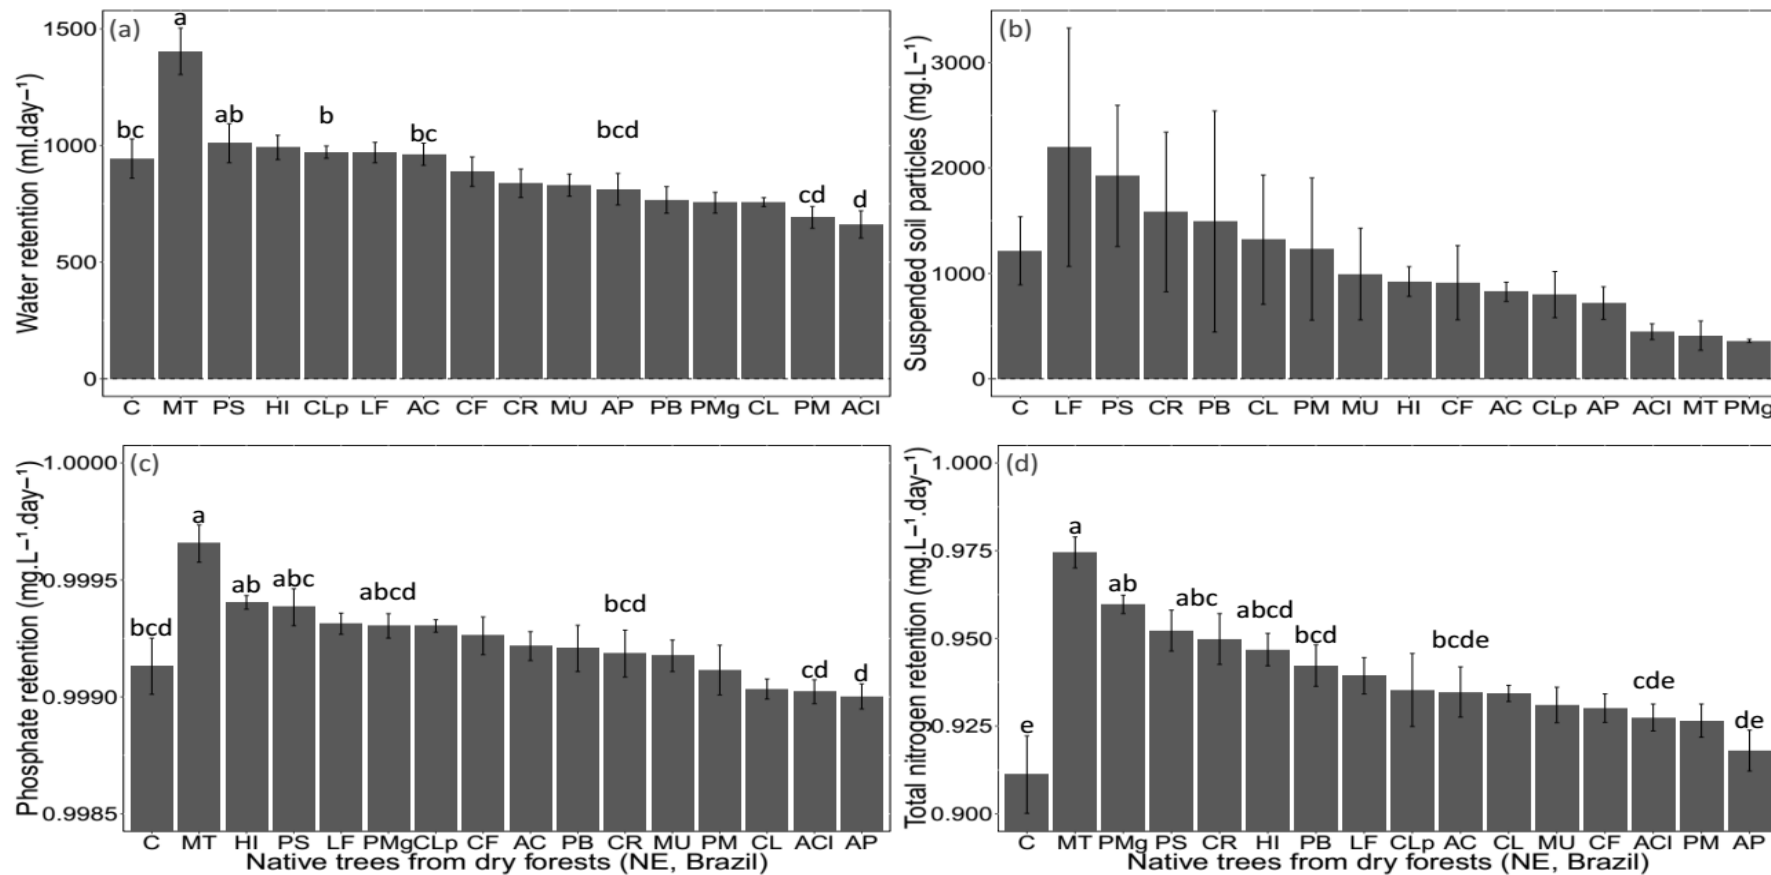 (a)
Water retention (ml.day⁻¹)
1500
1000
500
0
bc
a
ab
b
bc
bcd
cd
d
C MT PS HI CLp LF AC CF CR MU AP PB PMg CL PM ACI
(b)
Suspended soil particles (mg.L⁻¹)
3000
2000
1000
0
C LF PS CR PB CL PM MU HI CF AC CLp AP ACI MT PMg
(c)
Phosphate retention (mg.L⁻¹.day⁻¹)
1.0000
0.9995
0.9990
0.9985
bcd
a
ab
abc
abcd
bcd
cd
d
C MT HI PS LF PMg CLp CF AC PB CR MU PM CL ACI AP
Native trees from dry forests (NE, Brazil)
(d)
Total nitrogen retention (mg.L⁻¹.day⁻¹)
1.000
0.975
0.950
0.925
0.900
e
a
ab
abc
abcd
bcd
bcde
cde
de
C MT PMg PS CR HI PB LF CLp AC CL MU CF ACI PM AP
Native trees from dry forests (NE, Brazil)